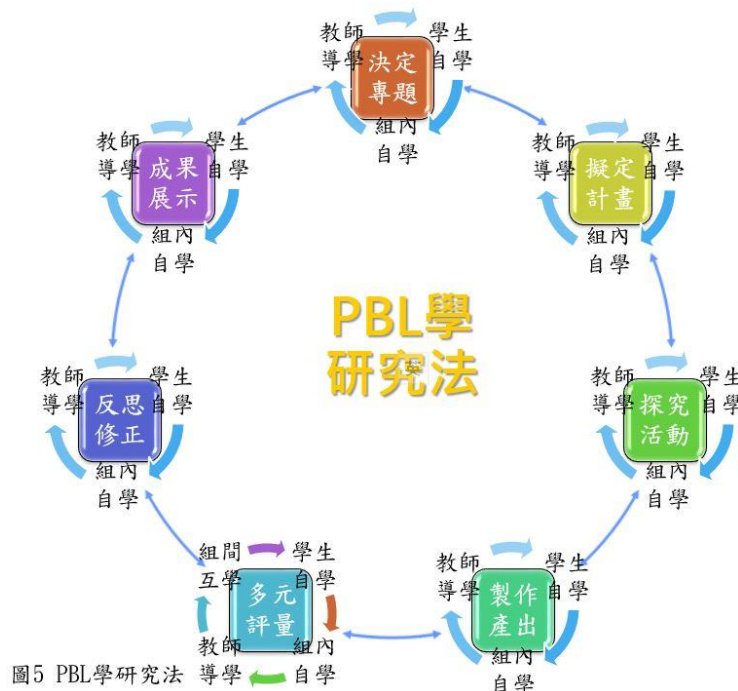 教師
導學
學生
自學
決定
專題
組內
自學
教師
導學
學生
自學
擬定
計畫
組內
自學
教師
導學
學生
自學
探究
活動
組內
自學
教師
導學
學生
自學
製作
產出
組內
自學
組間
互學
學生
自學
多元
評量
教師
導學
組內
自學
教師
導學
學生
自學
反思
修正
組內
自學
教師
導學
學生
自學
成果
展示
組內
自學
PBL學
研究法
英
圖5 PBL學研究法